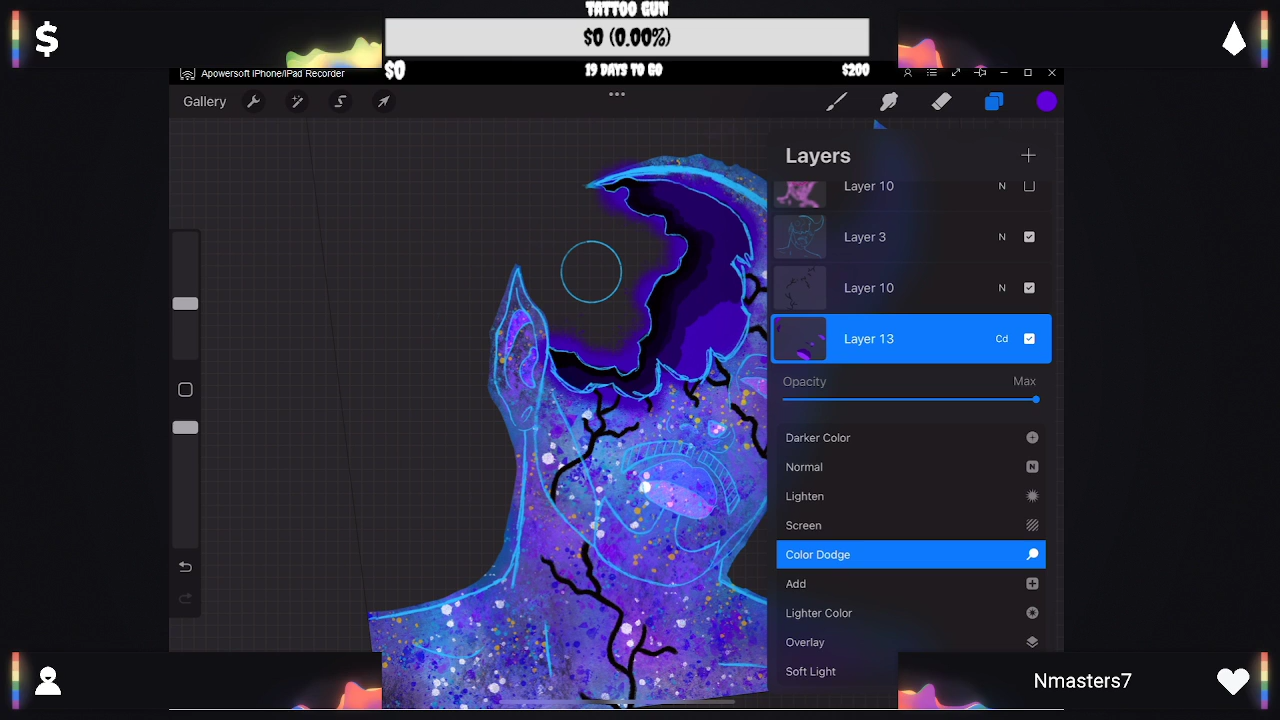 TATTOO GUN
$0 (0.00%)
$0
19 DAYS TO GO
$200
Apowersoft iPhone/iPad Recorder
Gallery
Layers
Layer 10
N
Layer 3
N
Layer 10
N
Layer 13
Cd
Opacity
Max
Darker Color
Normal
N
Lighten
Screen
Color Dodge
Add
Lighter Color
Overlay
Soft Light
Nmasters7
$